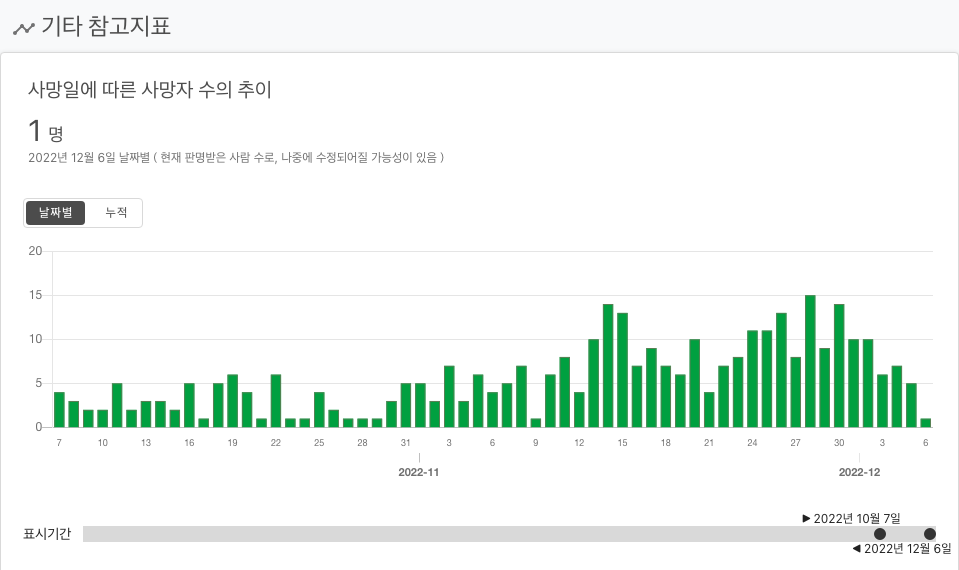 기타 참고지표
사망일에 따른 사망자 수의 추이
1 명
2022년 12월 6일 날짜별 ( 현재 판명받은 사람 수로, 나중에 수정되어질 가능성이 있음 )
날짜별 누적
20
15
10
5
0
7 10 13 16 19 22 25 28 31 3 6 9 12 15 18 21 24 27 30 3 6
2022-11 2022-12
▶ 2022년 10월 7일
표시기간
◀ 2022년 12월 6일